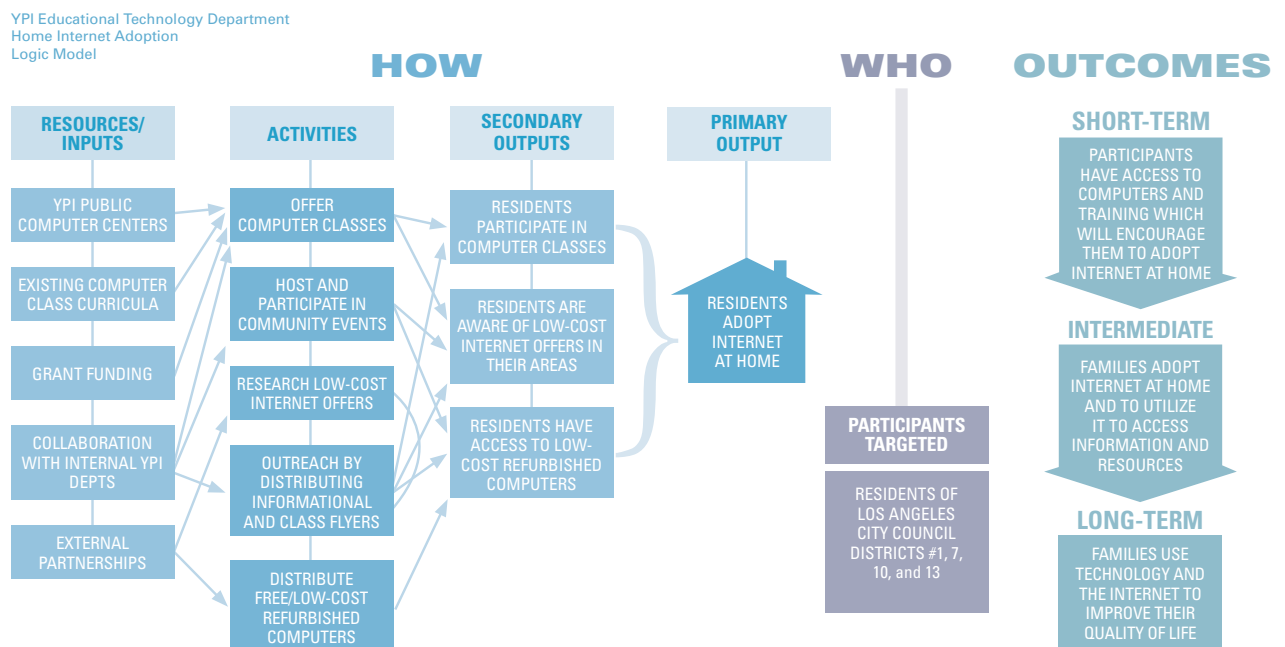 YPI Educational Technology Department
Home Internet Adoption
Logic Model
HOW
WHO
OUTCOMES
RESOURCES/
INPUTS
YPI PUBLIC
COMPUTER CENTERS
EXISTING COMPUTER
CLASS CURRICULA
GRANT FUNDING
COLLABORATION
WITH INTERNAL YPI
DEPTS
EXTERNAL
PARTNERSHIPS
ACTIVITIES
OFFER
COMPUTER CLASSES
HOST AND
PARTICIPATE IN
COMMUNITY EVENTS
RESEARCH LOW-COST
INTERNET OFFERS
OUTREACH BY
DISTRIBUTING
INFORMATIONAL
AND CLASS FLYERS
DISTRIBUTE
FREE/LOW-COST
REFURBISHED
COMPUTERS
SECONDARY
OUTPUTS
RESIDENTS
PARTICIPATE IN
COMPUTER CLASSES
RESIDENTS ARE
AWARE OF LOW-COST
INTERNET OFFERS IN
THEIR AREAS
RESIDENTS HAVE
ACCESS TO LOW-
COST REFURBISHED
COMPUTERS
PRIMARY
OUTPUT
RESIDENTS
ADOPT
INTERNET
AT HOME
PARTICIPANTS
TARGETED
RESIDENTS OF
LOS ANGELES
CITY COUNCIL
DISTRICTS #1, 7,
10, and 13
SHORT-TERM
PARTICIPANTS
HAVE ACCESS TO
COMPUTERS AND
TRAINING WHICH
WILL ENCOURAGE
THEM TO ADOPT
INTERNET AT HOME
INTERMEDIATE
FAMILIES ADOPT
INTERNET AT HOME
AND TO UTILIZE
IT TO ACCESS
INFORMATION AND
RESOURCES
LONG-TERM
FAMILIES USE
TECHNOLOGY AND
THE INTERNET TO
IMPROVE THEIR
QUALITY OF LIFE